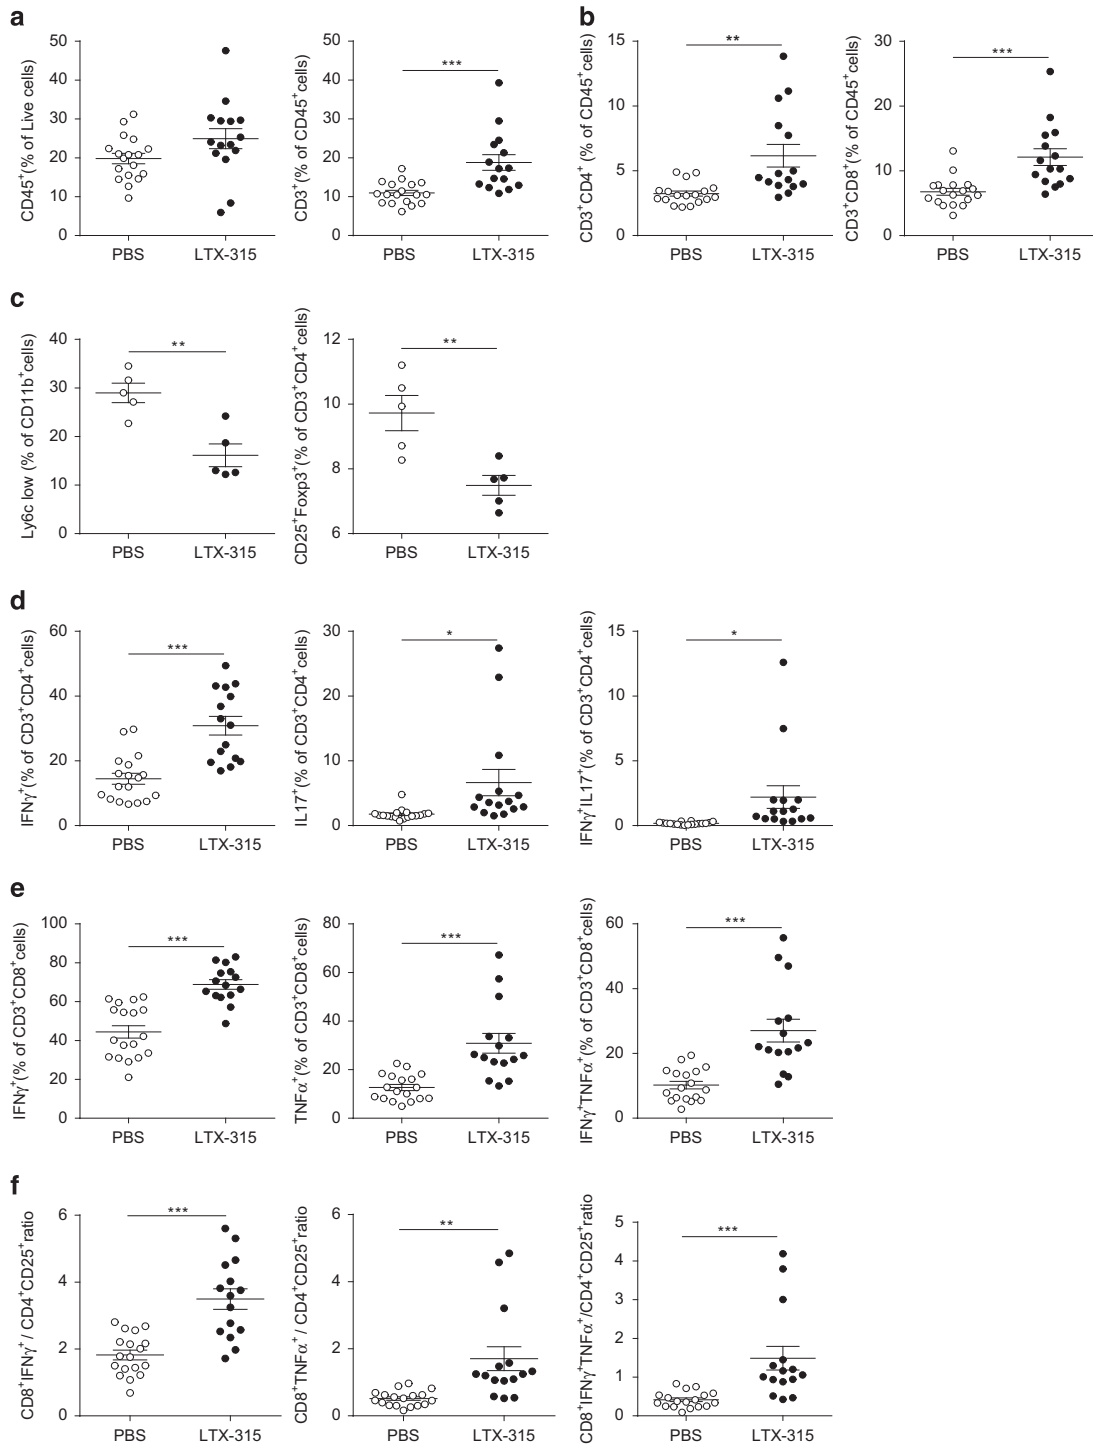 a
CD45⁺(% of Live cells)
50
40
30
20
10
0
PBS LTX-315
CD3⁺(% of CD45⁺cells)
50
40
30
20
10
0
***
PBS LTX-315
b
CD3⁺CD4⁺ (% of CD45⁺cells)
15
10
5
0
**
PBS LTX-315
CD3⁺CD8⁺(% of CD45⁺cells)
30
20
10
0
***
PBS LTX-315
c
Ly6c low (% of CD11b⁺cells)
40
30
20
10
0
**
PBS LTX-315
CD25⁺Foxp3⁺(% of CD3⁺CD4⁺cells)
12
10
8
6
**
PBS LTX-315
d
IFNγ⁺(% of CD3⁺CD4⁺cells)
60
40
20
0
***
PBS LTX-315
IL17⁺(% of CD3⁺CD4⁺cells)
30
20
10
0
*
PBS LTX-315
IFNγ⁺IL17⁺(% of CD3⁺CD4⁺cells)
15
10
5
0
*
PBS LTX-315
e
IFNγ⁺(% of CD3⁺CD8⁺cells)
100
80
60
40
20
0
***
PBS LTX-315
TNFα⁺(% of CD3⁺CD8⁺cells)
80
60
40
20
0
***
PBS LTX-315
IFNγ⁺TNFα⁺(% of CD3⁺CD8⁺cells)
60
40
20
0
***
PBS LTX-315
f
CD8⁺IFNγ⁺ / CD4⁺CD25⁺ratio
6
4
2
0
***
PBS LTX-315
CD8⁺TNFα⁺ / CD4⁺CD25⁺ratio
6
4
2
0
**
PBS LTX-315
CD8⁺IFNγ⁺TNFα⁺/CD4⁺CD25⁺ratio
5
4
3
2
1
0
***
PBS LTX-315